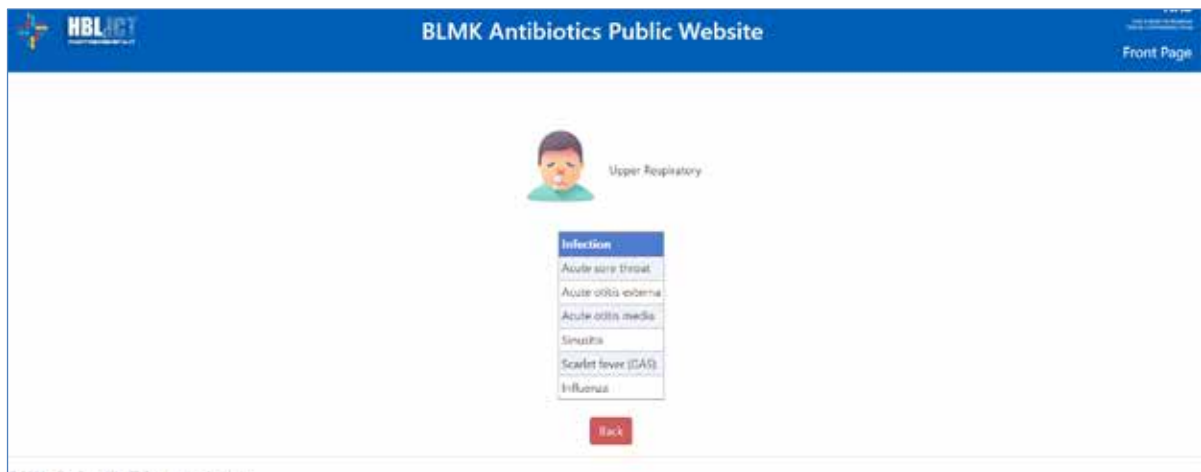 HBL ICT
BLMK Antibiotics Public Website
Front Page
Upper Respiratory
Infection
Acute sore throat
Acute otitis externa
Acute otitis media
Sinusitis
Scarlet fever (GAS)
Influenza
Back